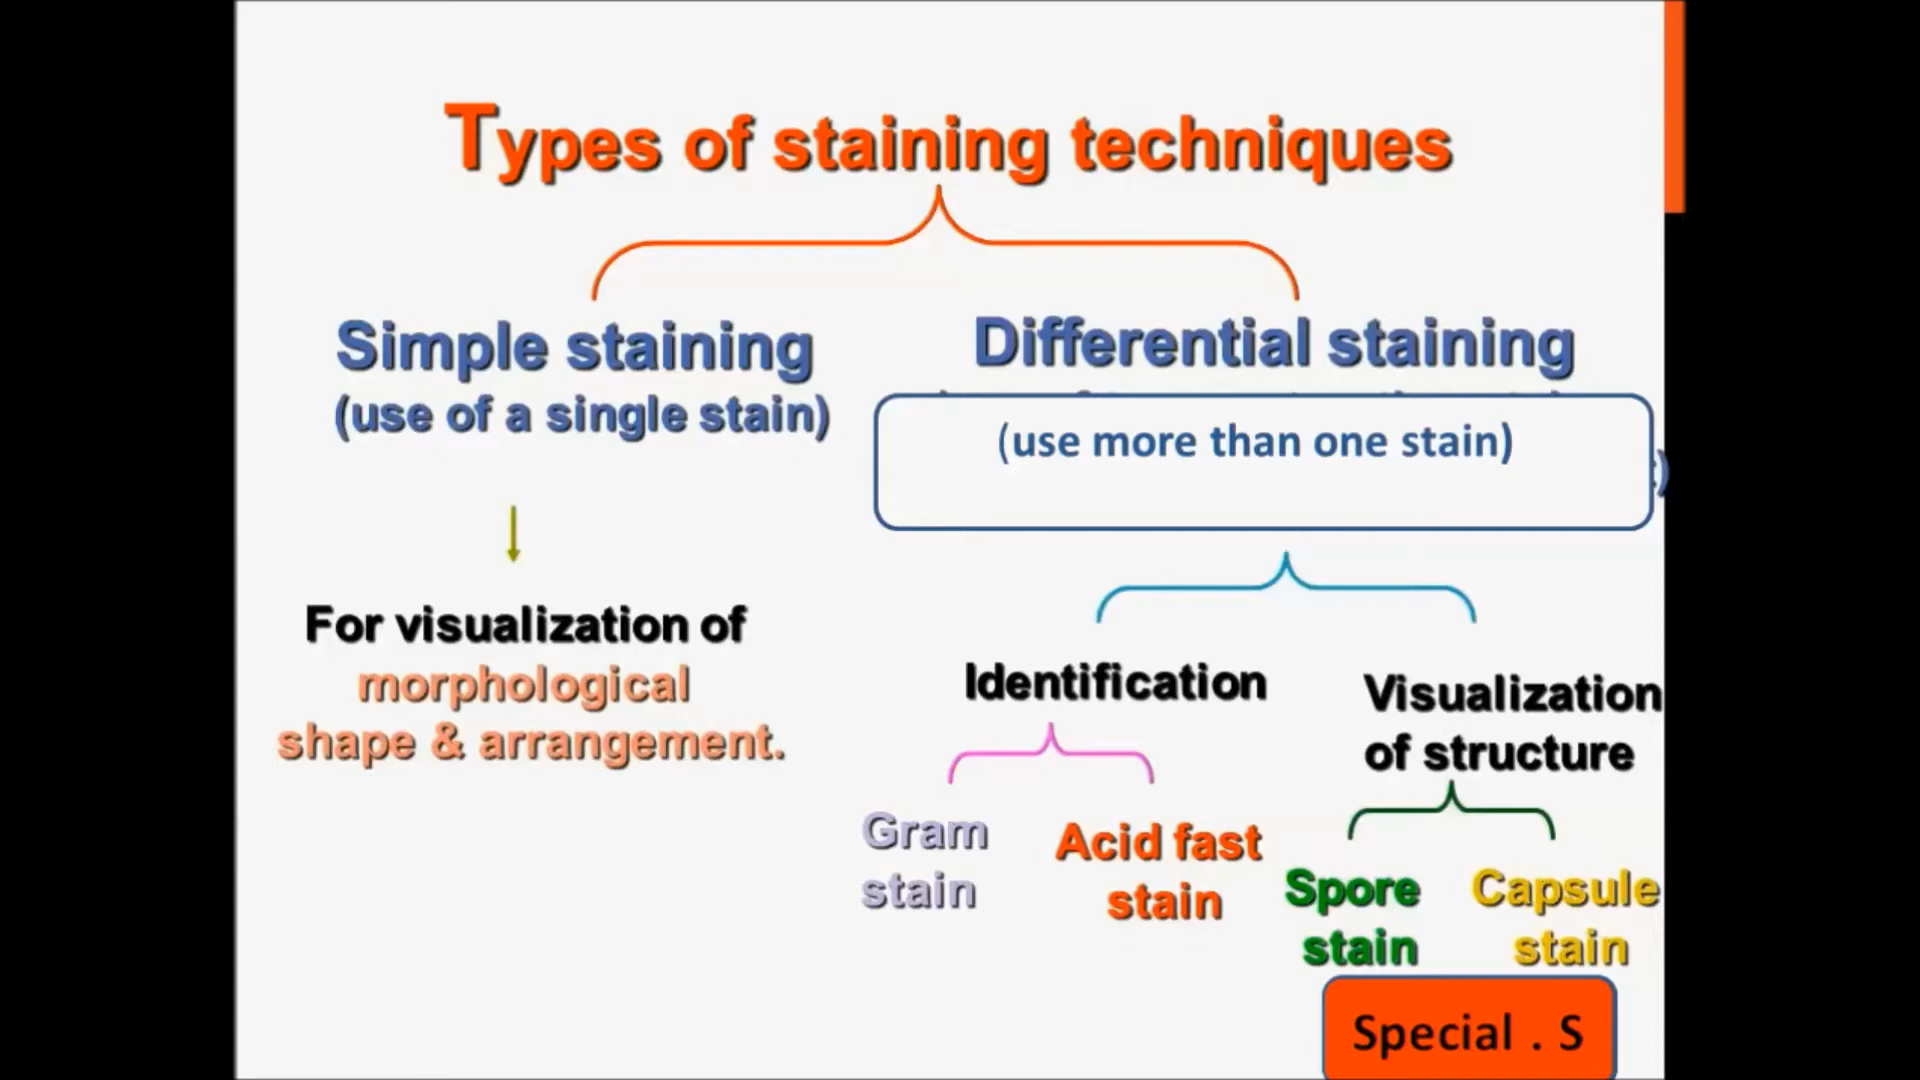 Types of staining techniques
Simple staining
(use of a single stain)
Differential staining
(use more than one stain)
For visualization of
morphological
shape & arrangement.
Identification
Visualization
of structure
Gram
stain
Acid fast
stain
Spore
stain
Capsule
stain
Special . S